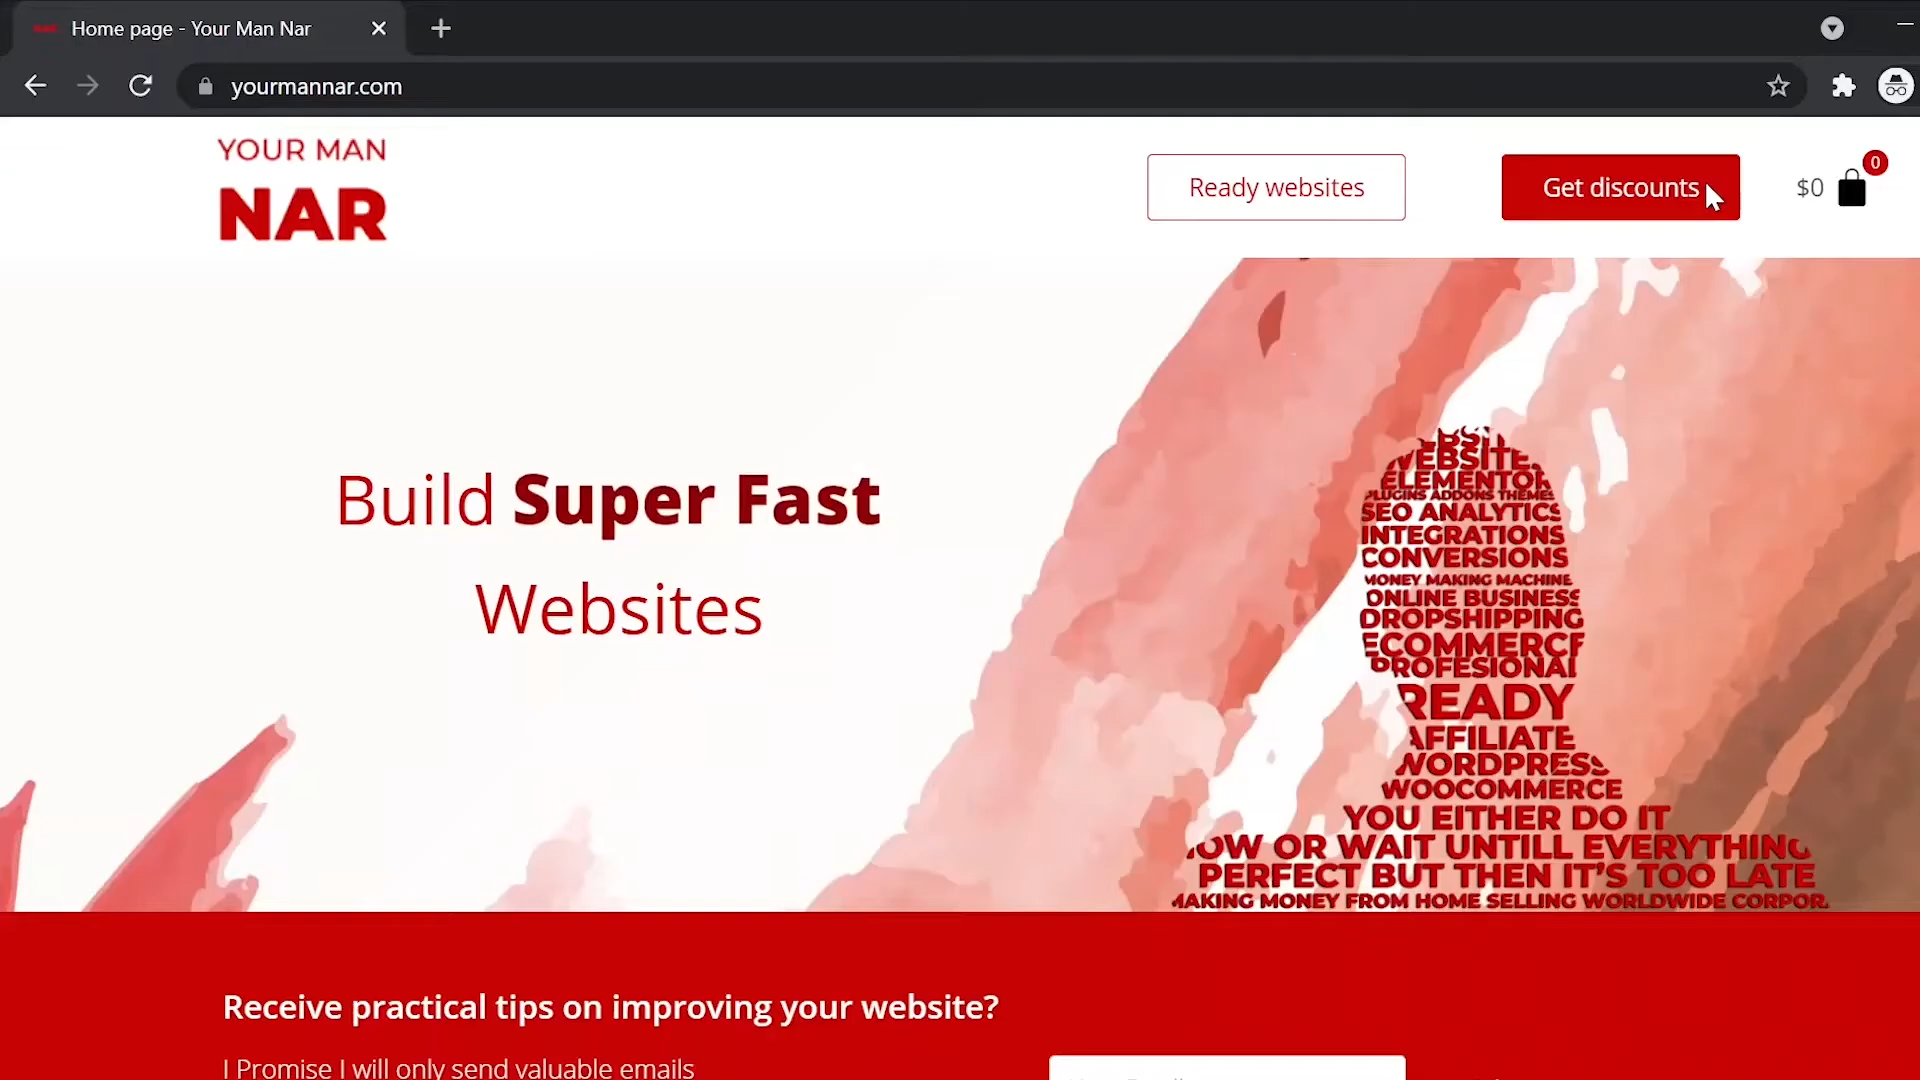 Home page - Your Man Nar
yourmannar.com
YOUR MAN
NAR
Ready websites
Get discounts
$0
0
Build Super Fast
Websites
WEBSITE
ELEMENTOR
PLUGINS ADDONS THEMES
SEO ANALYTICS
INTEGRATIONS
CONVERSIONS
MONEY MAKING MACHINE
ONLINE BUSINESS
DROPSHIPPING
ECOMMERCE
PROFESIONAL
READY
AFFILIATE
WORDPRESS
WOOCOMMERCE
YOU EITHER DO IT
NOW OR WAIT UNTILL EVERYTHING
PERFECT BUT THEN IT'S TOO LATE
MAKING MONEY FROM HOME SELLING WORLDWIDE CORPOR
Receive practical tips on improving your website?
I Promise I will only send valuable emails